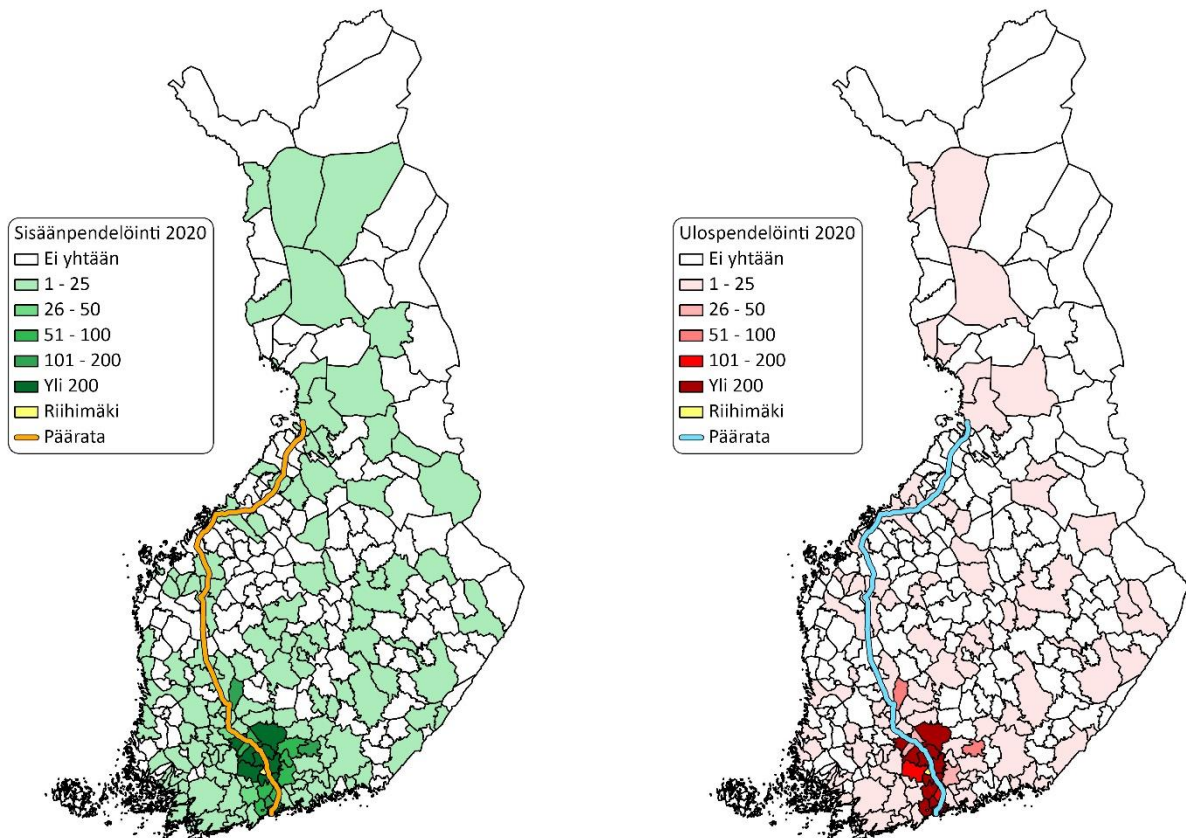 Sisäänpendelöinti 2020
Ei yhtään
1 - 25
26 - 50
51 - 100
101 - 200
Yli 200
Riihimäki
Päärata
Ulospendelöinti 2020
Ei yhtään
1 - 25
26 - 50
51 - 100
101 - 200
Yli 200
Riihimäki
Päärata